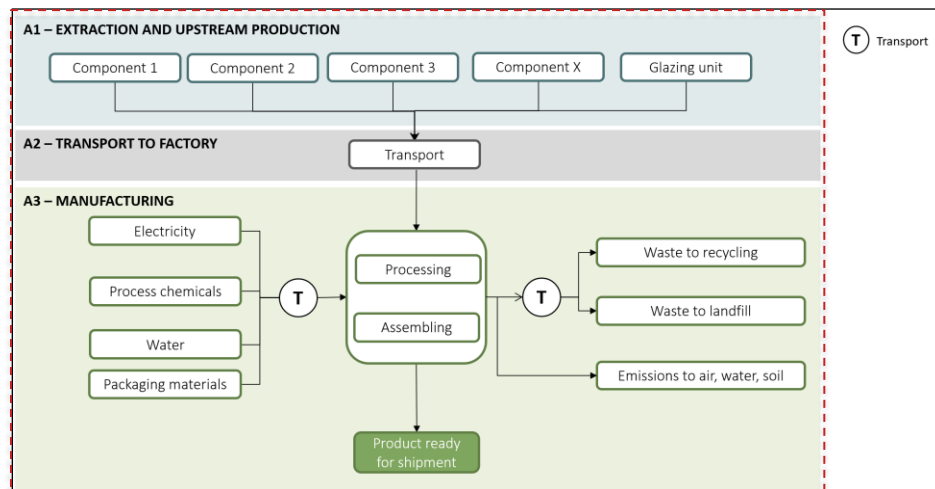 A1 – EXTRACTION AND UPSTREAM PRODUCTION
Component 1
Component 2
Component 3
Component X
Glazing unit
T
Transport
A2 – TRANSPORT TO FACTORY
Transport
A3 – MANUFACTURING
Electricity
Process chemicals
Water
Packaging materials
T
Processing
Assembling
T
Waste to recycling
Waste to landfill
Emissions to air, water, soil
Product ready
for shipment